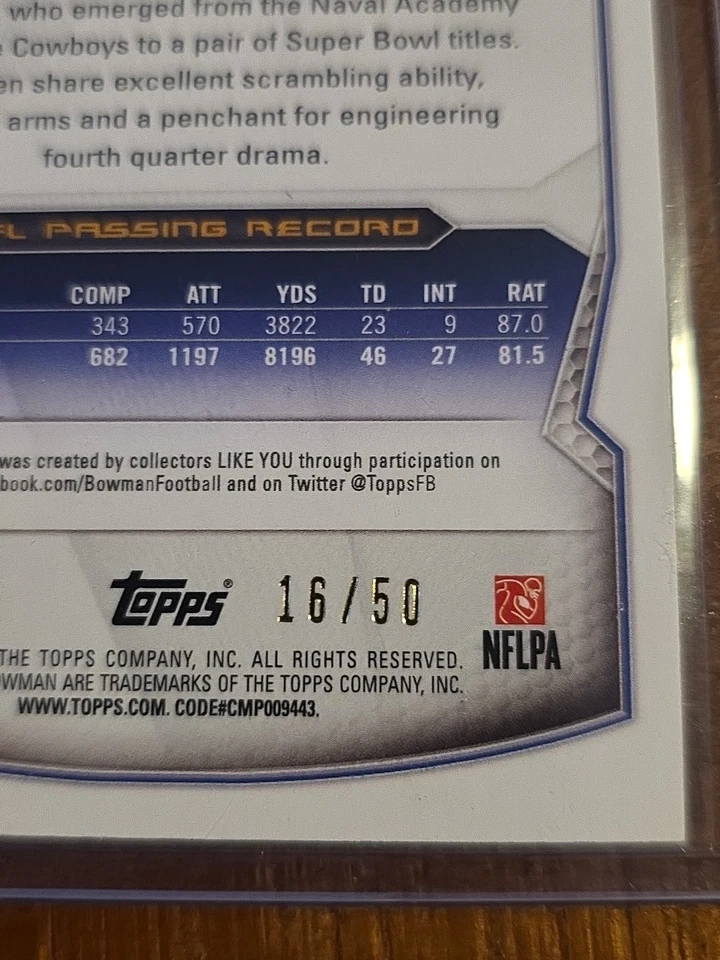 who emerged from the Naval Academy
Cowboys to a pair of Super Bowl titles.
en share excellent scrambling ability,
arms and a penchant for engineering
fourth quarter drama.
FL PASSING RECORD
COMP ATT YDS TD INT RAT
343 570 3822 23 9 87.0
682 1197 8196 46 27 81.5
was created by collectors LIKE YOU through participation on
book.com/BowmanFootball and on Twitter @ToppsFB
Topps® 16/50
NFLPA
THE TOPPS COMPANY, INC. ALL RIGHTS RESERVED.
OWMAN ARE TRADEMARKS OF THE TOPPS COMPANY, INC.
WWW.TOPPS.COM. CODE#CMP009443.